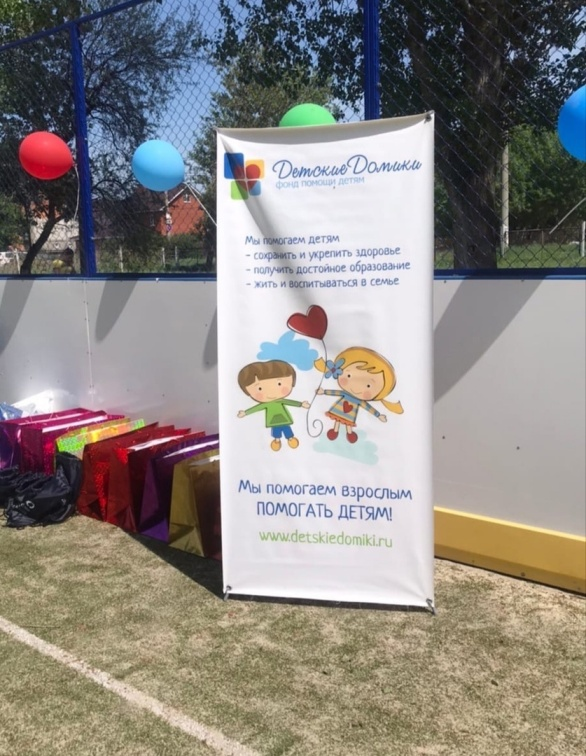 ДетскиеДомики
фонд помощи детям
Мы помогаем детям
- сохранить и укрепить здоровье
- получить достойное образование
- жить и воспитываться в семье
Мы помогаем взрослым
ПОМОГАТЬ ДЕТЯМ!
www.detskiedomiki.ru